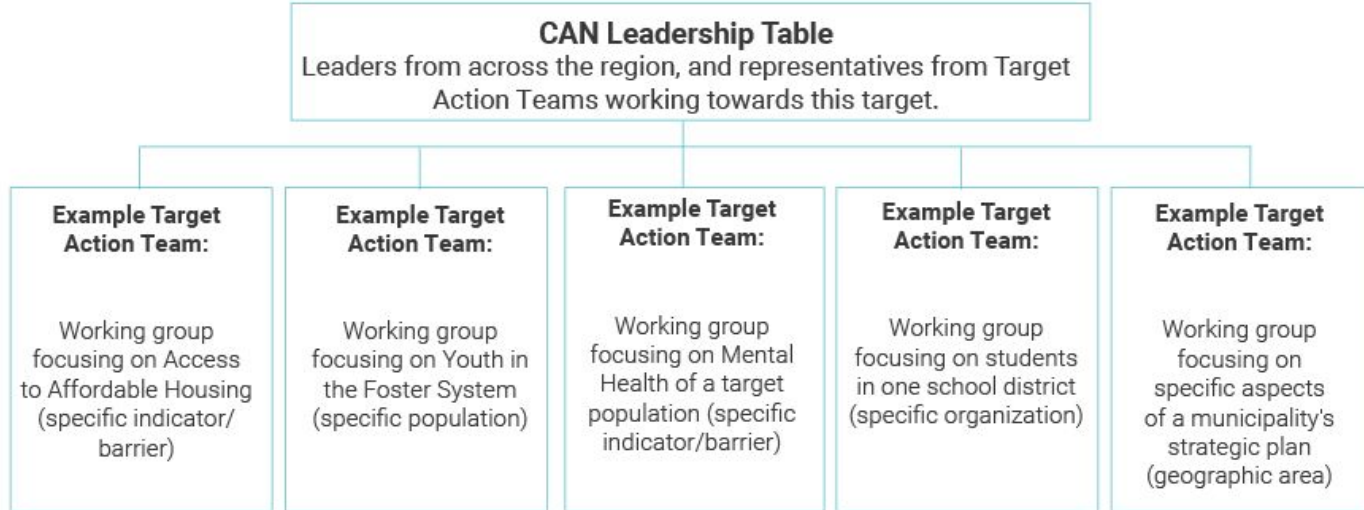 CAN Leadership Table
Leaders from across the region, and representatives from Target
Action Teams working towards this target.
Example Target
Action Team:
Working group
focusing on Access
to Affordable Housing
(specific indicator/
barrier)
Example Target
Action Team:
Working group
focusing on Youth in
the Foster System
(specific population)
Example Target
Action Team:
Working group
focusing on Mental
Health of a target
population (specific
indicator/barrier)
Example Target
Action Team:
Working group
focusing on students
in one school district
(specific organization)
Example Target
Action Team:
Working group
focusing on
specific aspects
of a municipality's
strategic plan
(geographic area)